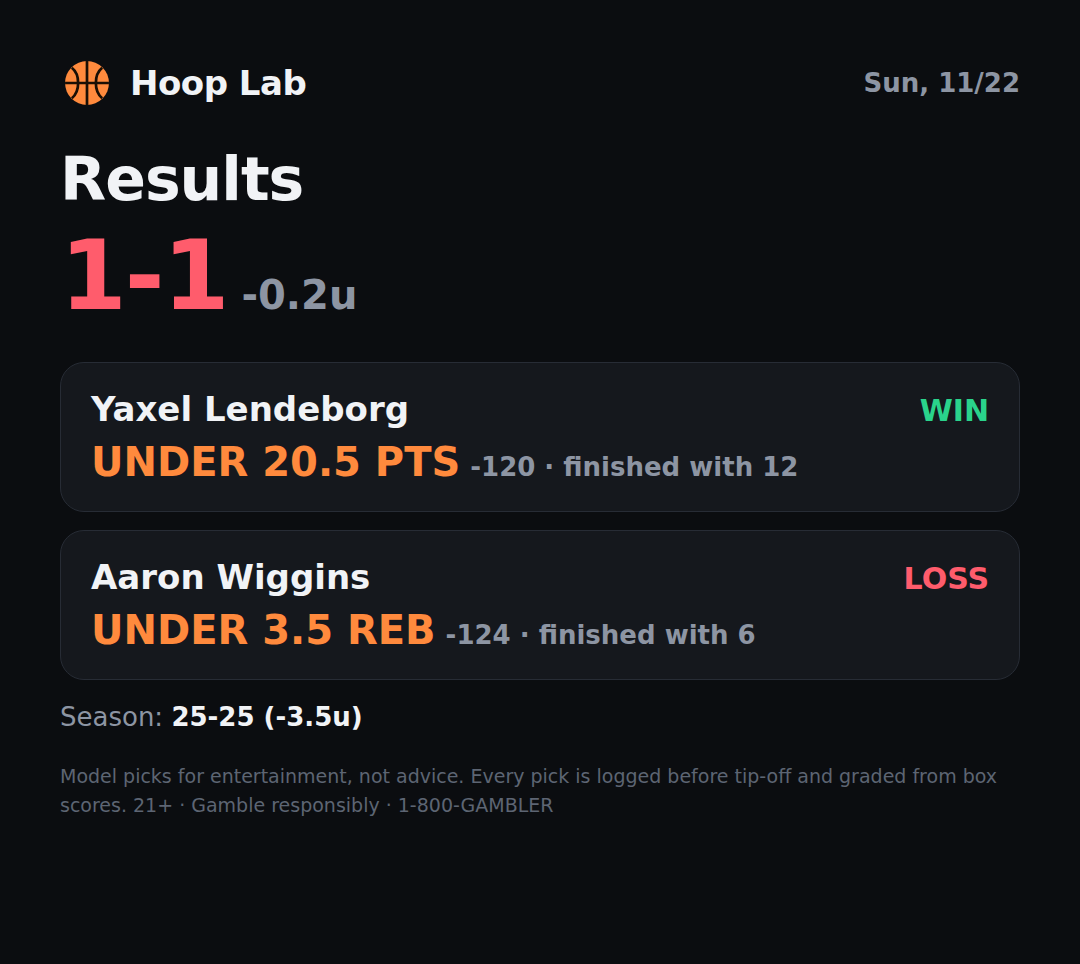 Hoop Lab
Sun, 11/22
Results
1-1 -0.2u
Yaxel Lendeborg
WIN
UNDER 20.5 PTS -120 · finished with 12
Aaron Wiggins
LOSS
UNDER 3.5 REB -124 · finished with 6
Season: 25-25 (-3.5u)
Model picks for entertainment, not advice. Every pick is logged before tip-off and graded from box
scores. 21+ · Gamble responsibly · 1-800-GAMBLER